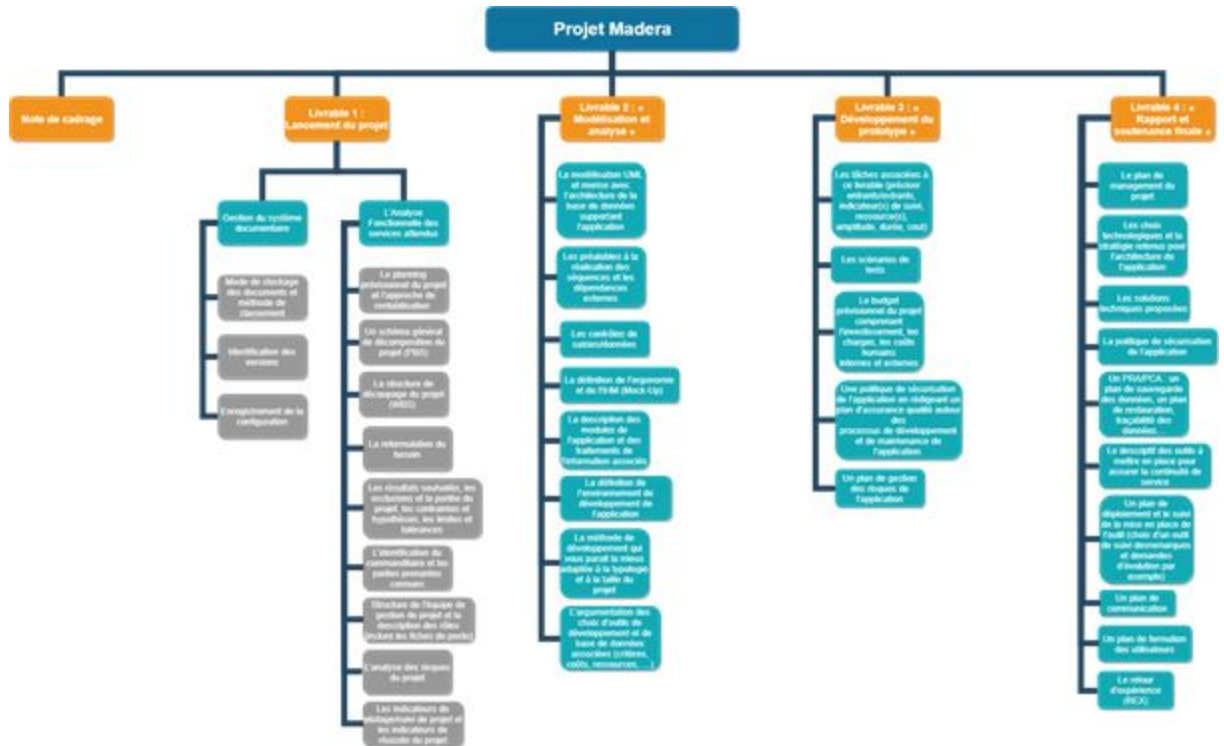 Projet Madera
Note de cadrage
Livrable 1 :
Lancement du projet
Livrable 2 : «
Modélisation et
analyse »
Livrable 3 : «
Développement du
prototype »
Livrable 4 : «
Rapport et
soutenance finale »
Gestion du système
documentaire
Mode de stockage
des documents et
méthode de
classement
Identification des
versions
Enregistrement de la
configuration
L'Analyse
Fonctionnelle des
services attendus
Le planning
prévisionnel du projet
et l'approche de
rentabilisation
Un schéma général
de décomposition du
projet (PBS)
La structure de
découpage du projet
(WBS)
La reformulation du
besoin
Les résultats souhaités, les
exclusions et la portée du
projet, les contraintes et
hypothèses, les limites et
tolérances
L'identification du
commanditaire et les
parties prenantes
connues
Structure de l'équipe de
gestion de projet et la
description des rôles
(inclure les fiches de poste)
L'analyse des risques
du projet
Les indicateurs de
pilotage/suivi de projet et
les indicateurs de
réussite du projet
La modélisation UML
et merise avec
l'architecture de la
base de données
supportant
l'application
Les préalables à la
réalisation des
séquences et les
dépendances
externes
Les contrôles de
saisies/données
La définition de l'ergonomie
et de l'IHM (Mock-Up)
La description des
modules de
l'application et des
traitements de
l'information associés
La définition de
l'environnement de
développement de
l'application
La méthode de
développement qui
vous parait la mieux
adaptée à la typologie
et à la taille du
projet
L'argumentation des
choix d'outils de
développement et de
base de données
associées (critères,
coûts, ressources, ...)
Les tâches associées à
ce livrable (préciser
entrants/extrants,
indicateur(s) de suivi,
ressource(s),
amplitude, durée, cout)
Les scénarios de
tests
Le budget
prévisionnel du projet
comprenant
l'investissement, les
charges, les coûts
humains
internes et externes
Une politique de sécurisation
de l'application en rédigeant un
plan d'assurance qualité autour
des
processus de développement
et de maintenance de
l'application
Un plan de gestion
des risques de
l'application
Le plan de
management du
projet
Les choix
technologiques et la
stratégie retenus pour
l'architecture de
l'application
Les solutions
techniques proposées
La politique de sécurisation
de l'application
Un PRA/PCA : un
plan de sauvegarde
des données, un plan
de restauration,
traçabilité des
données…
Le descriptif des outils à
mettre en place pour
assurer la continuité de
service
Un plan de
déploiement et le suivi
de la mise en place de
l'outil (choix d'un outil
de suivi des remarques
et demandes
d'évolution par
exemple)
Un plan de
communication
Un plan de formation
des utilisateurs
Le retour
d'expérience
(REX)